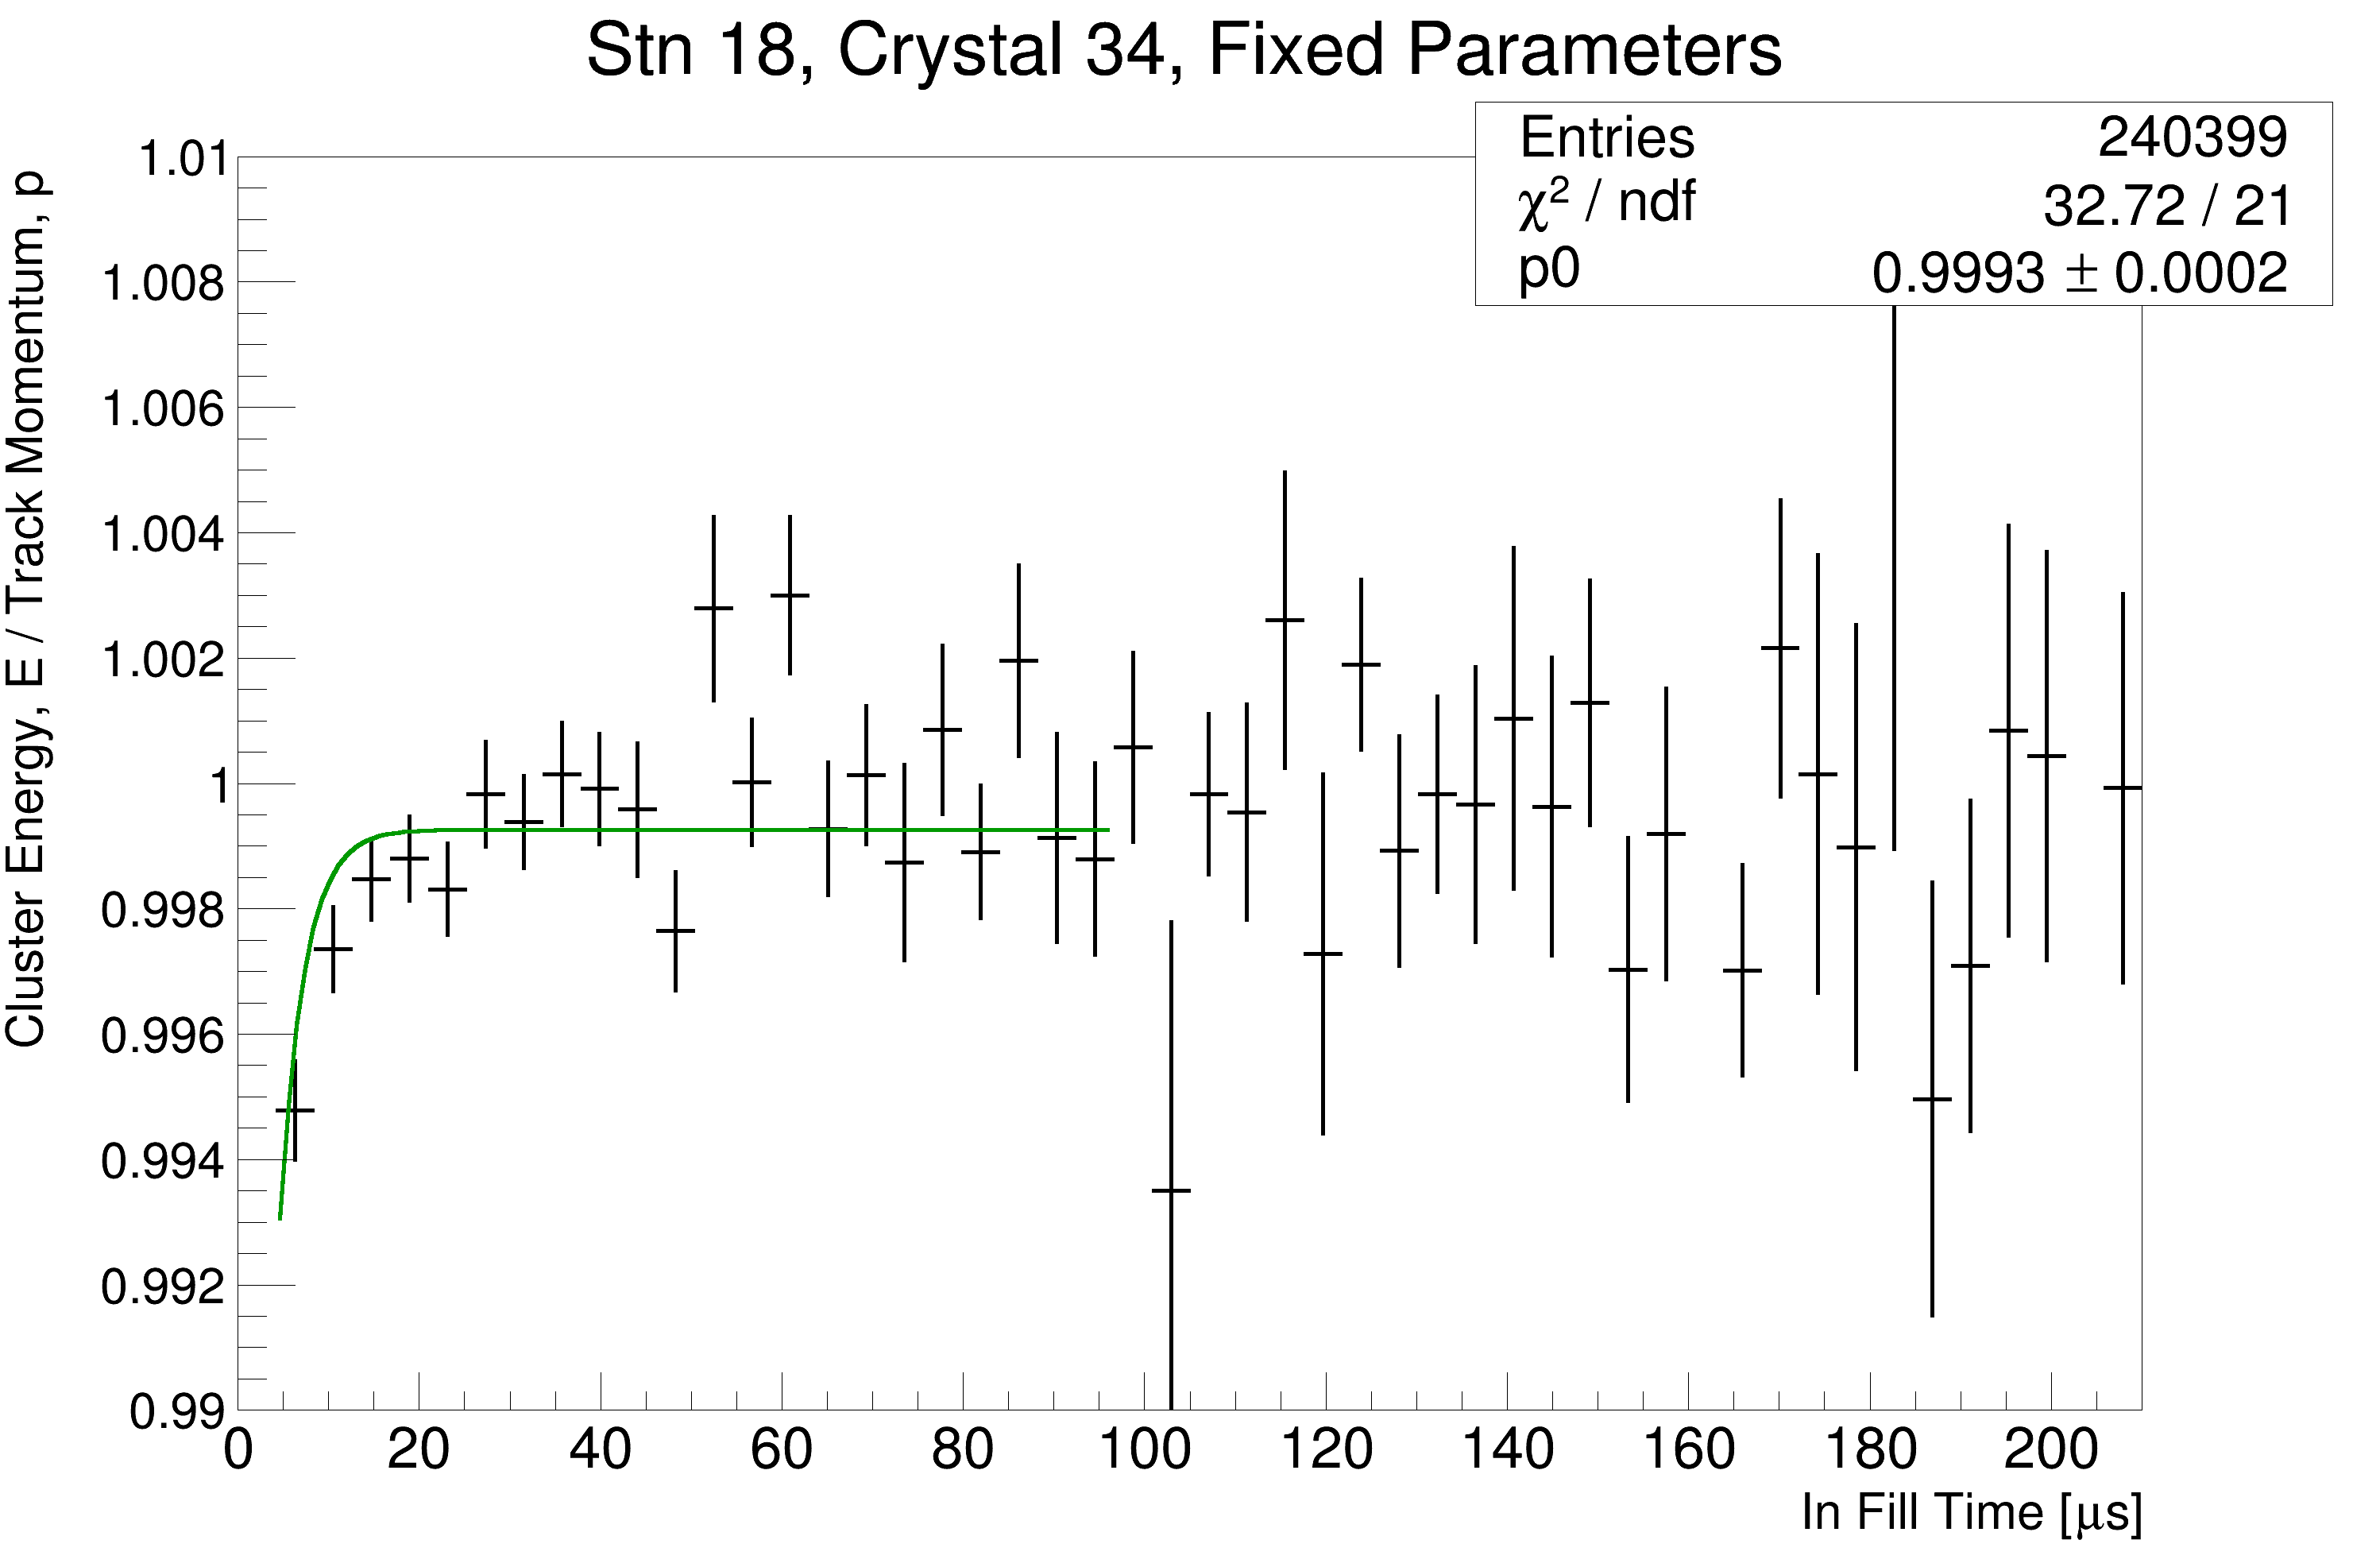 Stn 18, Crystal 34, Fixed Parameters
Entries 240399
χ² / ndf 32.72 / 21
p0 0.9993 ± 0.0002
Cluster Energy, E / Track Momentum, p
1.01
1.008
1.006
1.004
1.002
1
0.998
0.996
0.994
0.992
0.99
0 20 40 60 80 100 120 140 160 180 200
In Fill Time [μs]